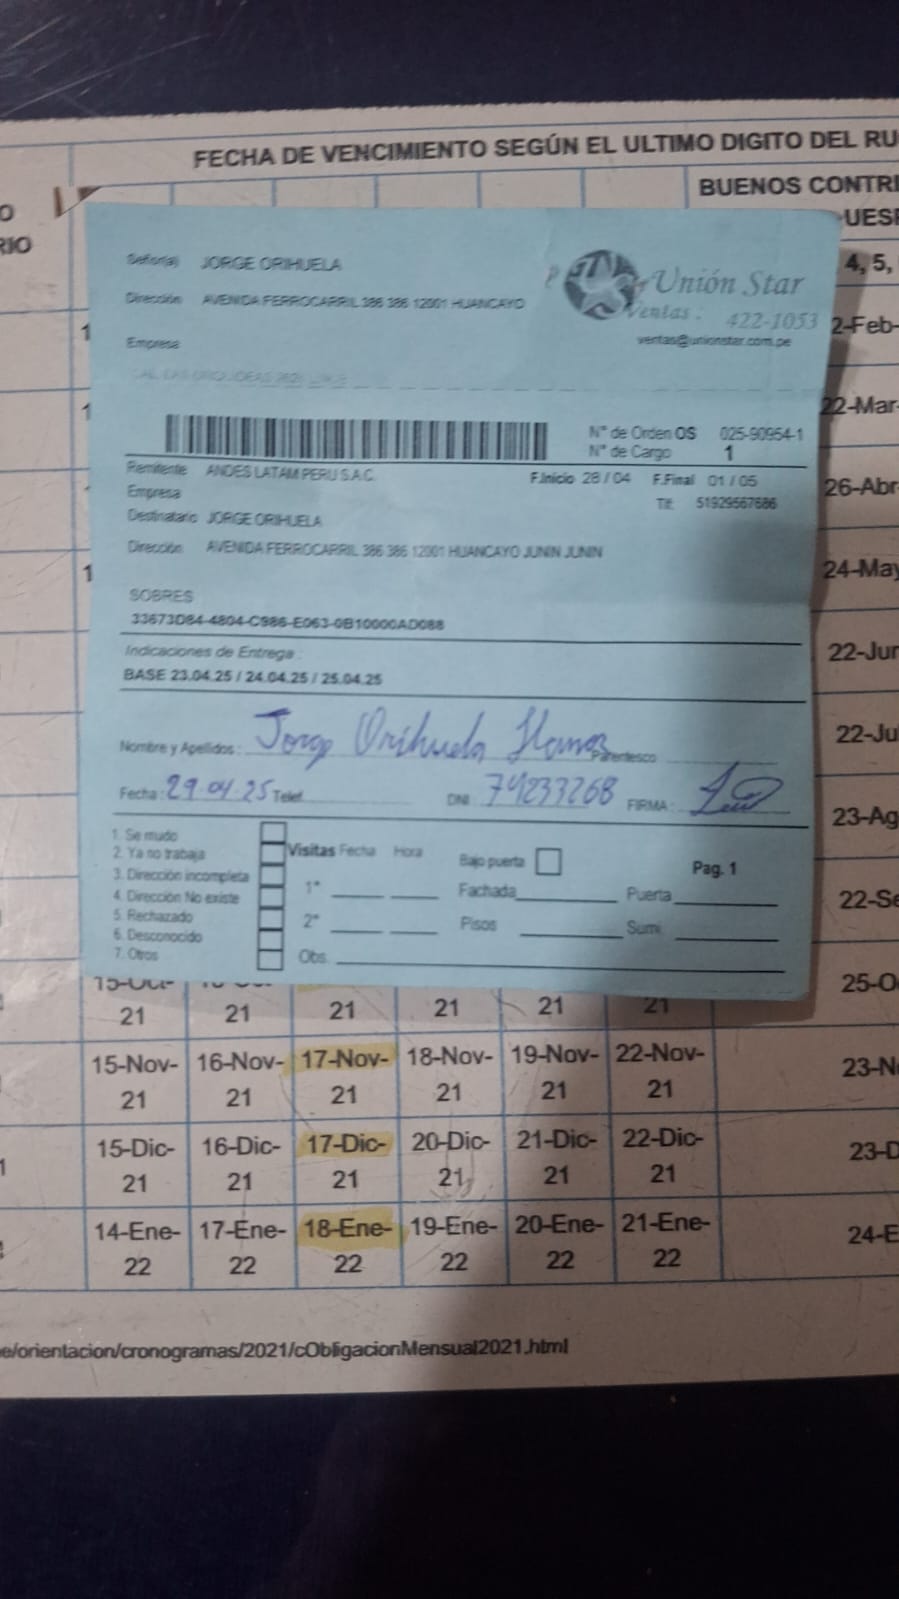 FECHA DE VENCIMIENTO SEGÚN EL ULTIMO DIGITO DEL RU
BUENOS CONTRI
UESI
4, 5,
Señor(a) JORGE ORIHUELA
Dirección AVENIDA FERROCARRIL 386 386 12001 HUANCAYO
Empresa
Unión Star
Ventas : 422-1053
ventas@unionstar.com.pe
N° de Orden OS 025-90954-1
N° de Cargo 1
Remitente ANDES LATAM PERU S.A.C.
F.Inicio 28 / 04 F.Final 01 / 05
Empresa
Tlf: 51929567686
Destinatario JORGE ORIHUELA
Dirección AVENIDA FERROCARRIL 386 386 12001 HUANCAYO JUNIN JUNIN
SOBRES
33673D84-4804-C986-E063-0B10000AD088
Indicaciones de Entrega :
BASE 23.04.25 / 24.04.25 / 25.04.25
Nombre y Apellidos : Jorge Orihuela Parentesco
Fecha : 29.04.25 Telef. DNI 74233268 FIRMA :
1. Se mudo
2. Ya no trabaja
3. Dirección incompleta
4. Dirección No existe
5. Rechazado
6. Desconocido
7. Otros
Visitas Fecha Hora
1°
2°
Obs.
Bajo puerta
Pag. 1
Fachada Puerta
Pisos Sumi.
2-Feb-
22-Mar-
26-Abr
24-May
22-Jun
22-Ju
23-Ag
22-Se
25-O
21 21 21 21 21 21
15-Nov- 16-Nov- 17-Nov- 18-Nov- 19-Nov- 22-Nov- 23-N
21 21 21 21 21 21
15-Dic- 16-Dic- 17-Dic- 20-Dic- 21-Dic- 22-Dic- 23-D
21 21 21 21 21 21
14-Ene- 17-Ene- 18-Ene- 19-Ene- 20-Ene- 21-Ene- 24-E
22 22 22 22 22 22
e/orientacion/cronogramas/2021/cObligacionMensual2021.html